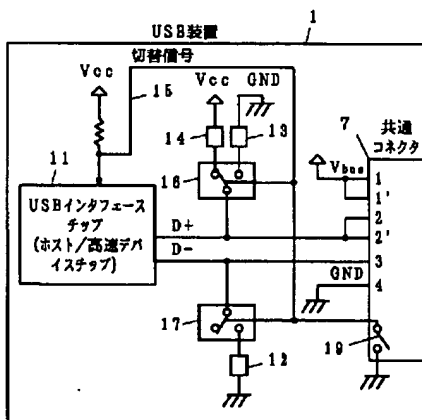 USB装置
1
切替信号
Vcc
15
Vcc
GND
14
13
7
共通
コネクタ
11
16
Vbus
1
1'
2
2'
3
4
USBインタフェース
チップ
(ホスト/高速デバ
イスチップ)
D+
D-
GND
17
19
12